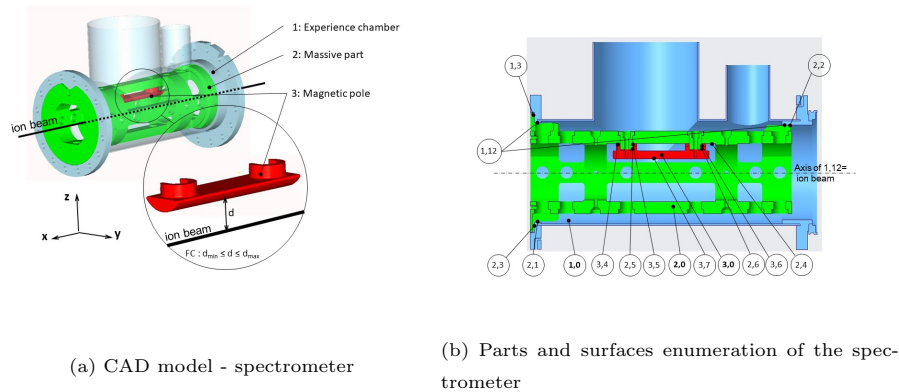 1: Experience chamber
2: Massive part
3: Magnetic pole
ion beam
z
x
y
d
ion beam
FC : dmin ≤ d ≤ dmax
1,3
2,2
1,12
Axis of 1,12=
ion beam
2,3
2,1
1,0
3,4
2,5
3,5
2,0
3,7
3,0
2,6
3,6
2,4
(a) CAD model - spectrometer
(b) Parts and surfaces enumeration of the spec-
trometer